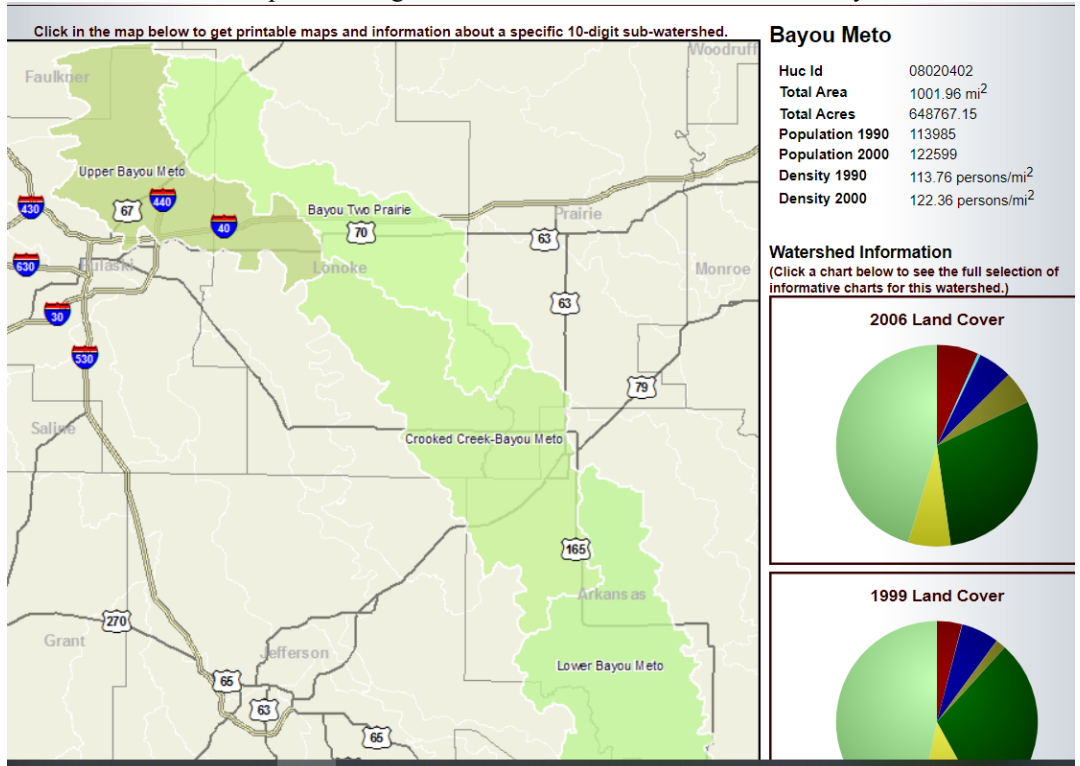 Click in the map below to get printable maps and information about a specific 10-digit sub-watershed.
Woodruff
Faulkner
Upper Bayou Meto
440
67
430
40
Bayou Two Prairie
Prairie
70
63
630
Pulaski
Lonoke
Monroe
63
30
530
79
Saline
Crooked Creek-Bayou Meto
165
Arkansas
270
Grant
Jefferson
Lower Bayou Meto
65
63
65
Bayou Meto
Huc Id 08020402
Total Area 1001.96 mi2
Total Acres 648767.15
Population 1990 113985
Population 2000 122599
Density 1990 113.76 persons/mi2
Density 2000 122.36 persons/mi2
Watershed Information
(Click a chart below to see the full selection of
informative charts for this watershed.)
2006 Land Cover
1999 Land Cover